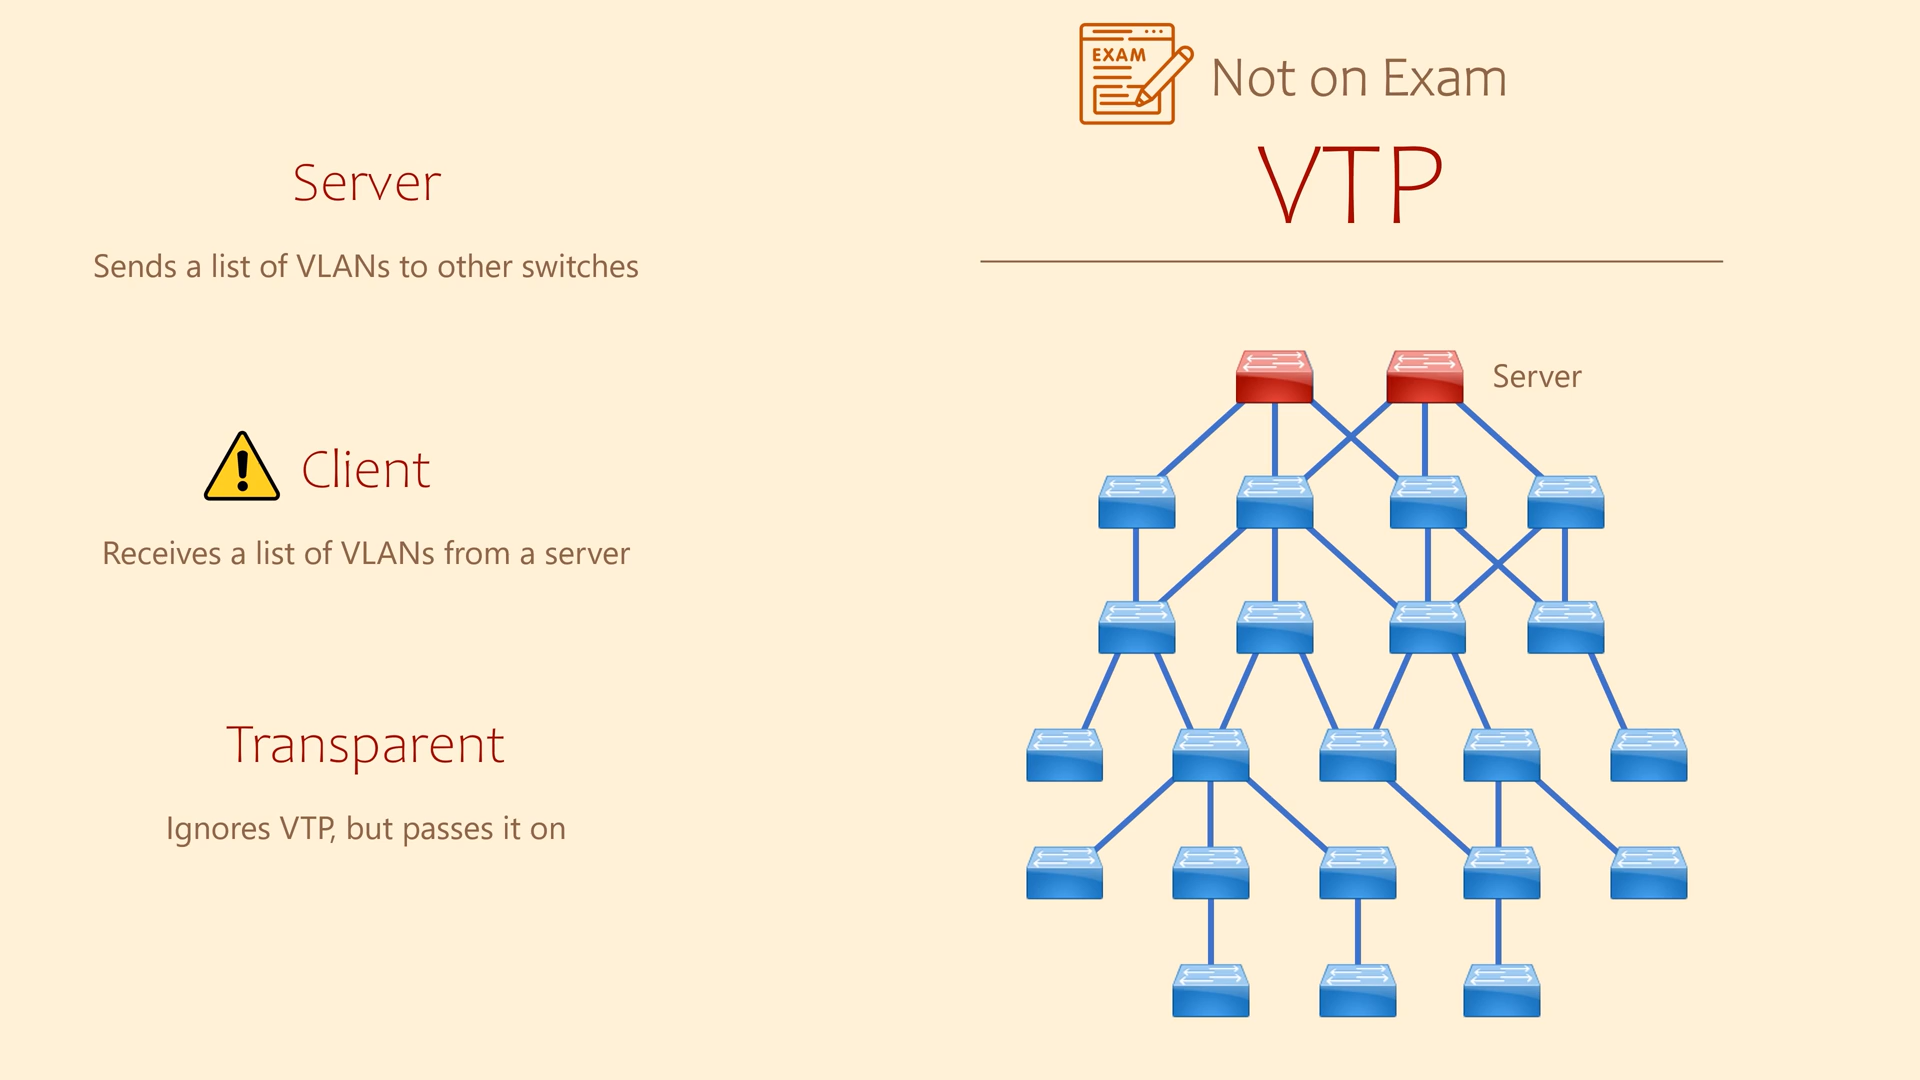 EXAM
Not on Exam
VTP
Server
Sends a list of VLANs to other switches
Client
Receives a list of VLANs from a server
Transparent
Ignores VTP, but passes it on
Server